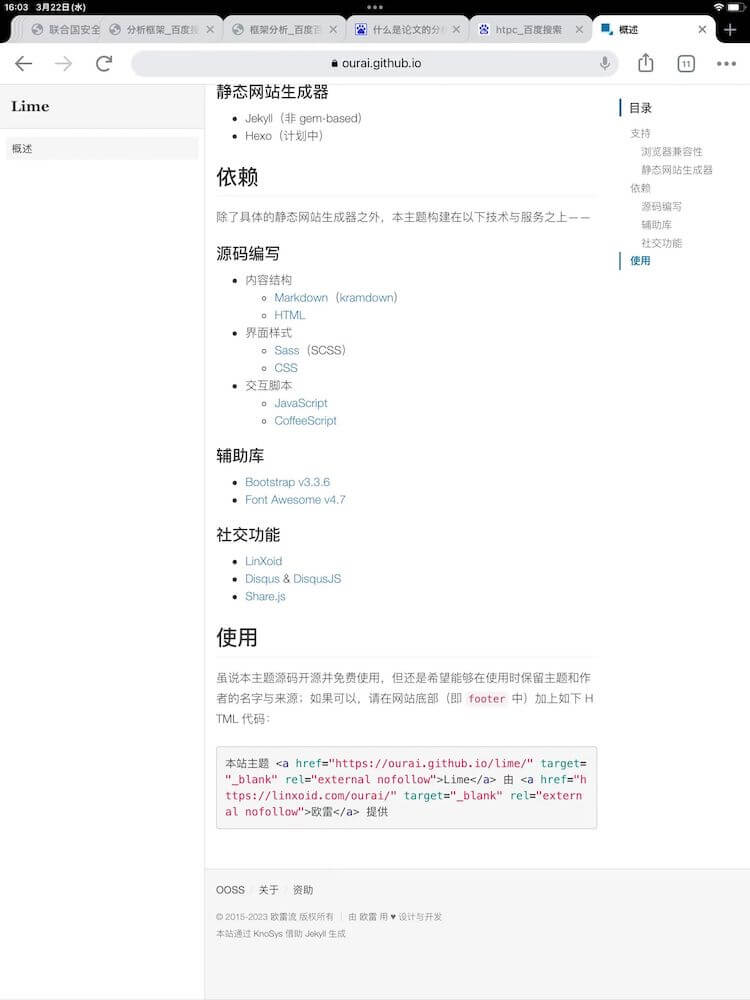 16:03 3月22日(水)
联合国安全
分析框架_百度搜
框架分析_百度百
什么是论文的分析
htpc_百度搜索
概述
ourai.github.io
11
Lime
概述
静态网站生成器
Jekyll（非 gem-based）
Hexo（计划中）
依赖
除了具体的静态网站生成器之外，本主题构建在以下技术与服务之上——
源码编写
内容结构
Markdown（kramdown）
HTML
界面样式
Sass（SCSS）
CSS
交互脚本
JavaScript
CoffeeScript
辅助库
Bootstrap v3.3.6
Font Awesome v4.7
社交功能
LinXoid
Disqus & DisqusJS
Share.js
使用
虽说本主题源码开源并免费使用，但还是希望能够在使用时保留主题和作
者的名字与来源；如果可以，请在网站底部（即 footer 中）加上如下 H
TML 代码：
本站主题 <a href="https://ourai.github.io/lime/" target=
"_blank" rel="external nofollow">Lime</a> 由 <a href="h
ttps://linxoid.com/ourai/" target="_blank" rel="extern
al nofollow">欧雷</a> 提供
目录
支持
浏览器兼容性
静态网站生成器
依赖
源码编写
辅助库
社交功能
使用
OOSS / 关于 / 资助
© 2015-2023 欧雷流 版权所有 | 由 欧雷 用 ♥ 设计与开发
本站通过 KnoSys 借助 Jekyll 生成